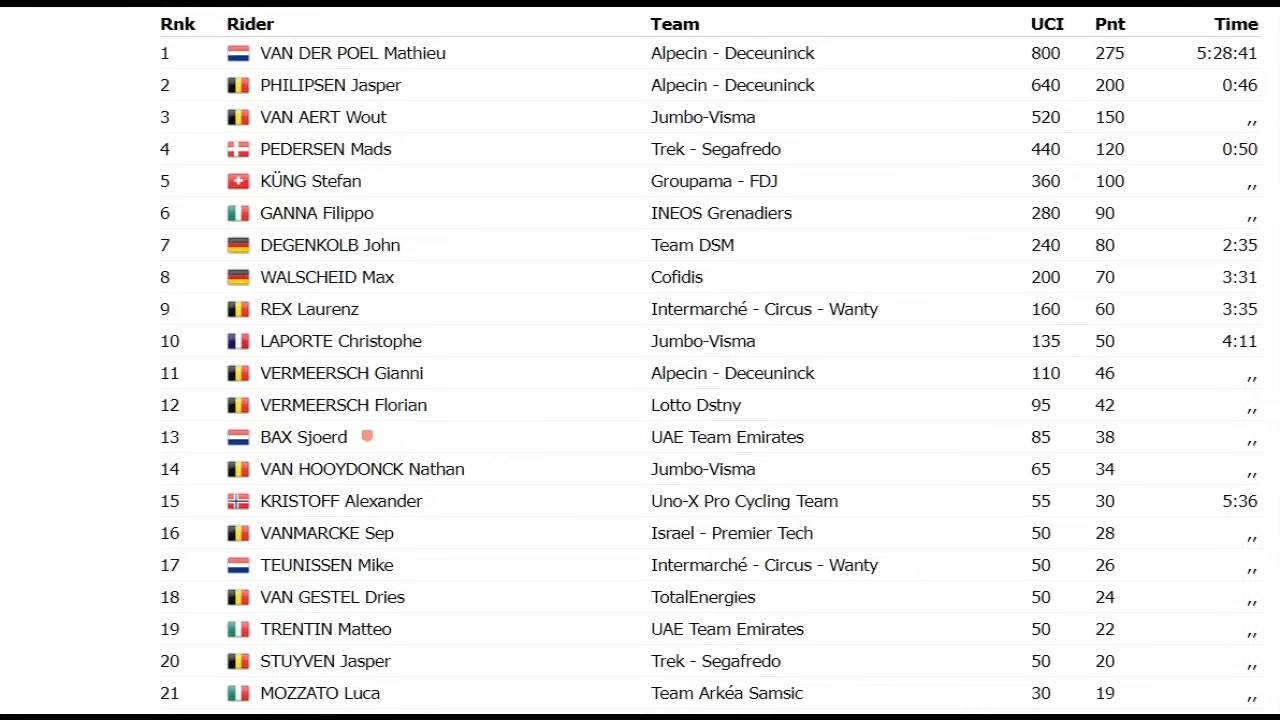 Rnk Rider Team UCI Pnt Time
1 VAN DER POEL Mathieu Alpecin - Deceuninck 800 275 5:28:41
2 PHILIPSEN Jasper Alpecin - Deceuninck 640 200 0:46
3 VAN AERT Wout Jumbo-Visma 520 150 ,,
4 PEDERSEN Mads Trek - Segafredo 440 120 0:50
5 KÜNG Stefan Groupama - FDJ 360 100 ,,
6 GANNA Filippo INEOS Grenadiers 280 90 ,,
7 DEGENKOLB John Team DSM 240 80 2:35
8 WALSCHEID Max Cofidis 200 70 3:31
9 REX Laurenz Intermarché - Circus - Wanty 160 60 3:35
10 LAPORTE Christophe Jumbo-Visma 135 50 4:11
11 VERMEERSCH Gianni Alpecin - Deceuninck 110 46 ,,
12 VERMEERSCH Florian Lotto Dstny 95 42 ,,
13 BAX Sjoerd UAE Team Emirates 85 38 ,,
14 VAN HOOYDONCK Nathan Jumbo-Visma 65 34 ,,
15 KRISTOFF Alexander Uno-X Pro Cycling Team 55 30 5:36
16 VANMARCKE Sep Israel - Premier Tech 50 28 ,,
17 TEUNISSEN Mike Intermarché - Circus - Wanty 50 26 ,,
18 VAN GESTEL Dries TotalEnergies 50 24 ,,
19 TRENTIN Matteo UAE Team Emirates 50 22 ,,
20 STUYVEN Jasper Trek - Segafredo 50 20 ,,
21 MOZZATO Luca Team Arkéa Samsic 30 19 ,,